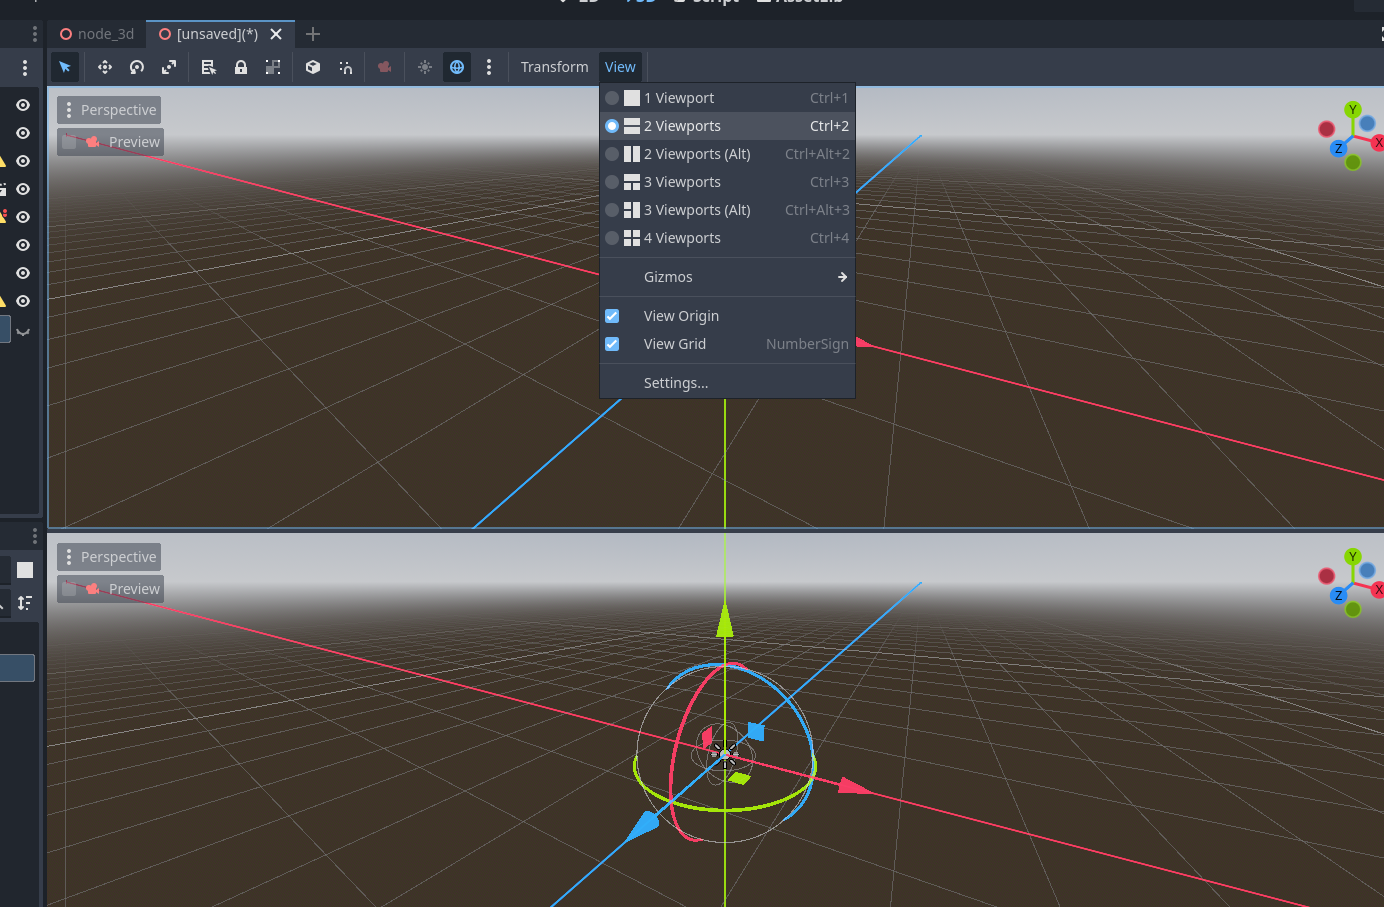 Script
AssetLib
node_3d
[unsaved](*)
Transform
View
Perspective
Preview
1 Viewport Ctrl+1
2 Viewports Ctrl+2
2 Viewports (Alt) Ctrl+Alt+2
3 Viewports Ctrl+3
3 Viewports (Alt) Ctrl+Alt+3
4 Viewports Ctrl+4
Gizmos
View Origin
View Grid NumberSign
Settings...
Y
X
Z
Perspective
Preview
Y
X
Z